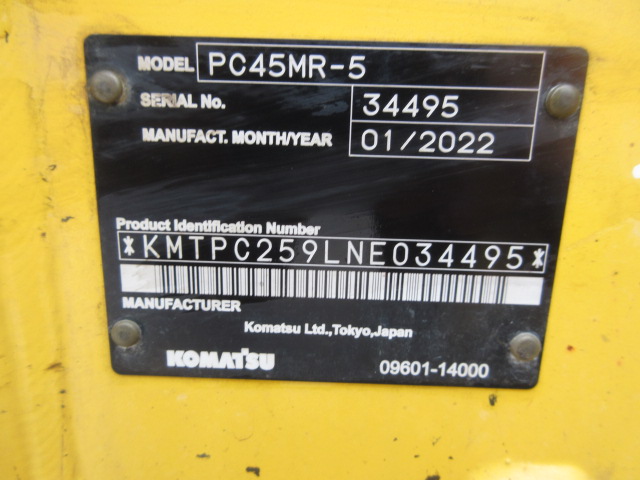 MODEL PC45MR-5
SERIAL No. 34495
MANUFACT. MONTH/YEAR 01/2022
Product Identification Number
*KMTPC259LNE034495*
MANUFACTURER
Komatsu Ltd.,Tokyo,Japan
KOMATSU 09601-14000